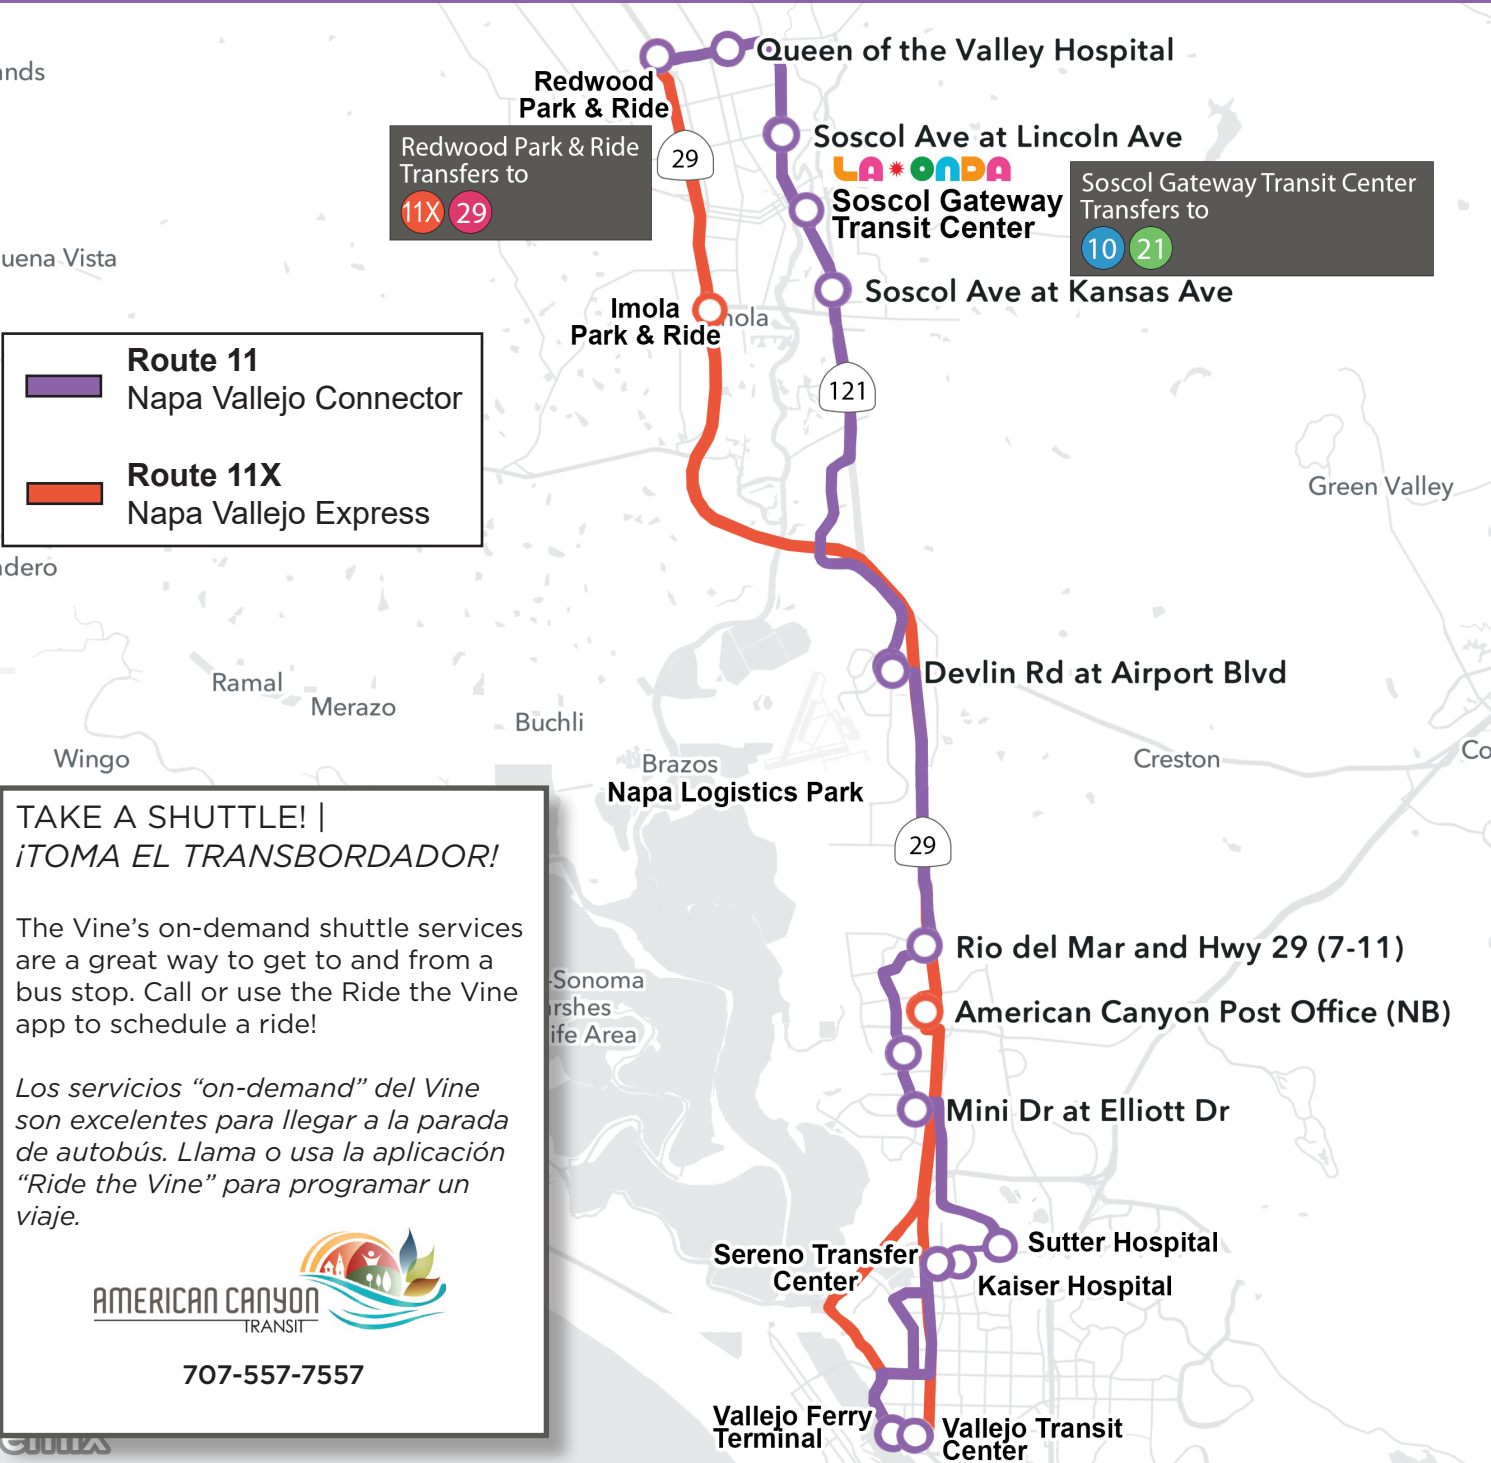 Queen of the Valley Hospital
Redwood
Park & Ride
Soscol Ave at Lincoln Ave
LA ONDA
Redwood Park & Ride
Transfers to
11X 29
29
Soscol Gateway
Transit Center
Soscol Gateway Transit Center
Transfers to
10 21
uena Vista
Imola
Park & Ride
Soscol Ave at Kansas Ave
Route 11
Napa Vallejo Connector
Route 11X
Napa Vallejo Express
121
Green Valley
Ramal
Merazo
Buchli
Wingo
Devlin Rd at Airport Blvd
Creston
Brazos
Napa Logistics Park
29
TAKE A SHUTTLE! |
¡TOMA EL TRANSBORDADOR!
The Vine’s on-demand shuttle services
are a great way to get to and from a
bus stop. Call or use the Ride the Vine
app to schedule a ride!
Los servicios “on-demand” del Vine
son excelentes para llegar a la parada
de autobús. Llama o usa la aplicación
“Ride the Vine” para programar un
viaje.
AMERICAN CANYON
TRANSIT
707-557-7557
-Sonoma
arshes
ife Area
Rio del Mar and Hwy 29 (7-11)
American Canyon Post Office (NB)
Mini Dr at Elliott Dr
Sutter Hospital
Sereno Transfer
Center
Kaiser Hospital
Vallejo Ferry
Terminal
Vallejo Transit
Center